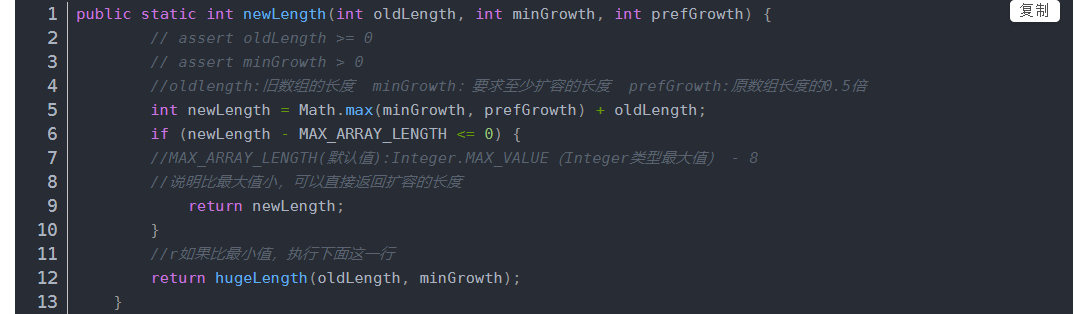 复制
1 public static int newLength(int oldLength, int minGrowth, int prefGrowth) {
2 // assert oldLength >= 0
3 // assert minGrowth > 0
4 //oldlength:旧数组的长度  minGrowth：要求至少扩容的长度  prefGrowth:原数组长度的0.5倍
5 int newLength = Math.max(minGrowth, prefGrowth) + oldLength;
6 if (newLength - MAX_ARRAY_LENGTH <= 0) {
7 //MAX_ARRAY_LENGTH(默认值):Integer.MAX_VALUE（Integer类型最大值） - 8
8 //说明比最大值小，可以直接返回扩容的长度
9 return newLength;
10 }
11 //r如果比最小值，执行下面这一行
12 return hugeLength(oldLength, minGrowth);
13 }